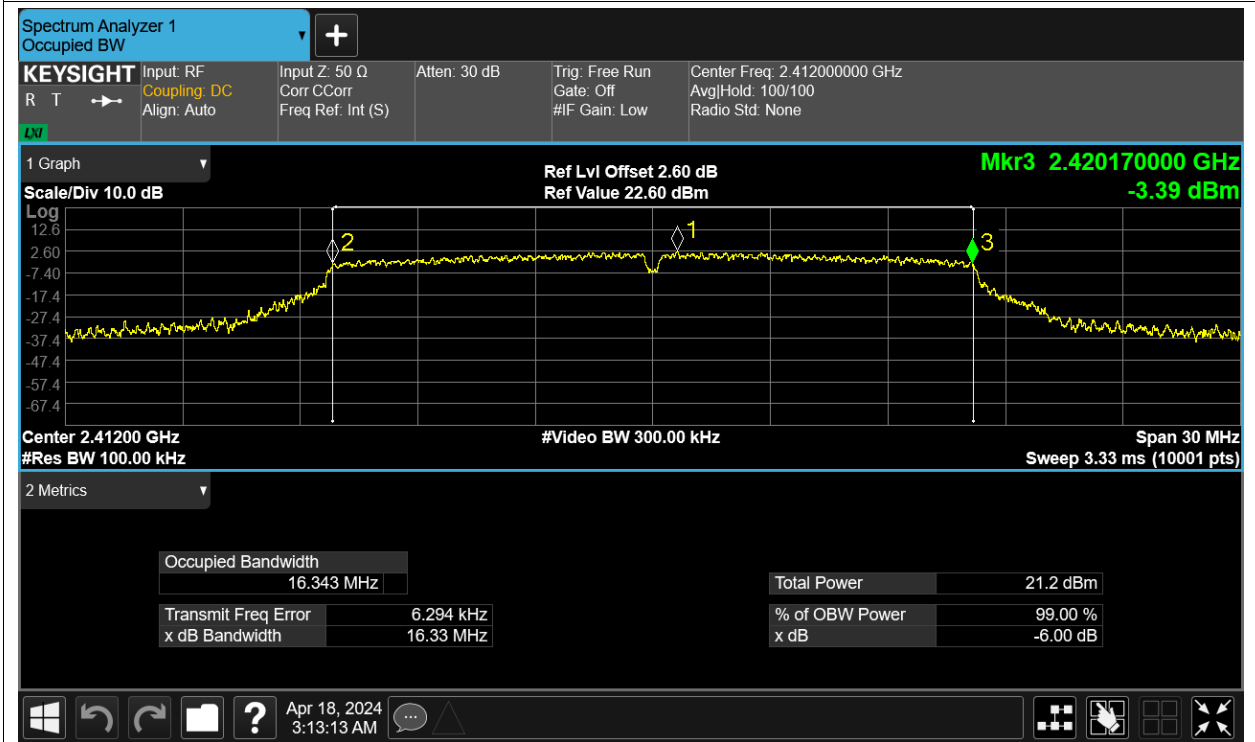 Spectrum Analyzer 1
Occupied BW
KEYSIGHT
R T
LXI
Input: RF
Coupling: DC
Align: Auto
Input Z: 50 Ω
Corr CCorr
Freq Ref: Int (S)
Atten: 30 dB
Trig: Free Run
Gate: Off
#IF Gain: Low
Center Freq: 2.412000000 GHz
Avg|Hold: 100/100
Radio Std: None
1 Graph
Scale/Div 10.0 dB
Ref Lvl Offset 2.60 dB
Ref Value 22.60 dBm
Mkr3 2.420170000 GHz
-3.39 dBm
Log
12.6
2.60
-7.40
-17.4
-27.4
-37.4
-47.4
-57.4
-67.4
2
1
3
Center 2.41200 GHz
#Res BW 100.00 kHz
#Video BW 300.00 kHz
Span 30 MHz
Sweep 3.33 ms (10001 pts)
2 Metrics
Occupied Bandwidth
16.343 MHz
Transmit Freq Error 6.294 kHz
x dB Bandwidth 16.33 MHz
Total Power 21.2 dBm
% of OBW Power 99.00 %
x dB -6.00 dB
?
Apr 18, 2024
3:13:13 AM